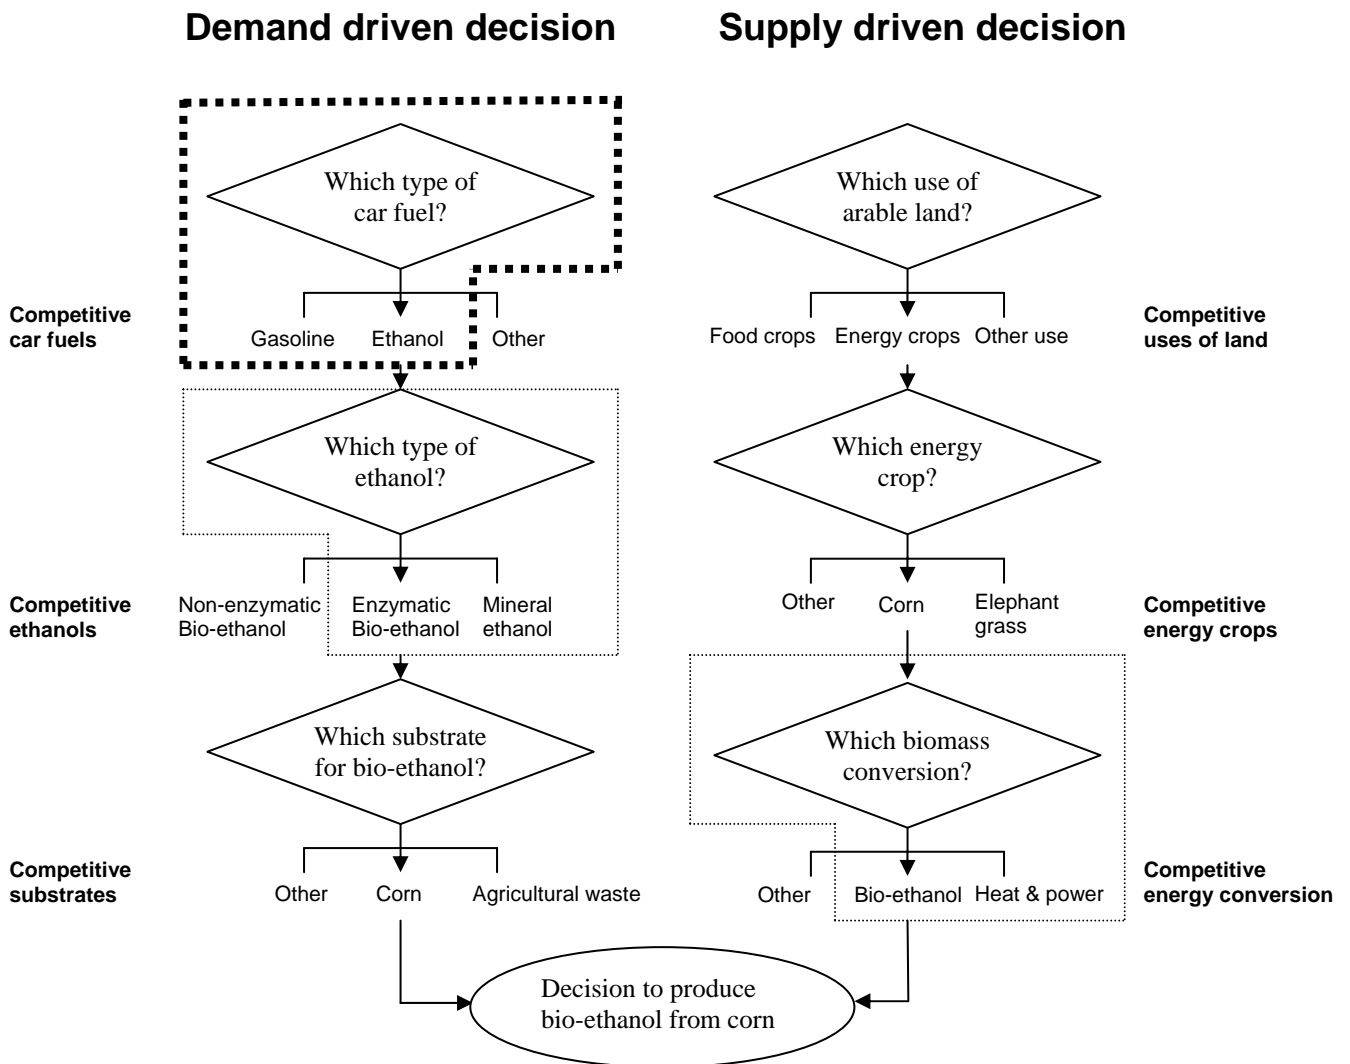 Demand driven decision
Supply driven decision
Which type of
car fuel?
Which use of
arable land?
Competitive
car fuels
Gasoline
Ethanol
Other
Food crops
Energy crops
Other use
Competitive
uses of land
Which type of
ethanol?
Which energy
crop?
Competitive
ethanols
Non-enzymatic
Bio-ethanol
Enzymatic
Bio-ethanol
Mineral
ethanol
Other
Corn
Elephant
grass
Competitive
energy crops
Which substrate
for bio-ethanol?
Which biomass
conversion?
Competitive
substrates
Other
Corn
Agricultural waste
Other
Bio-ethanol
Heat & power
Competitive
energy conversion
Decision to produce
bio-ethanol from corn